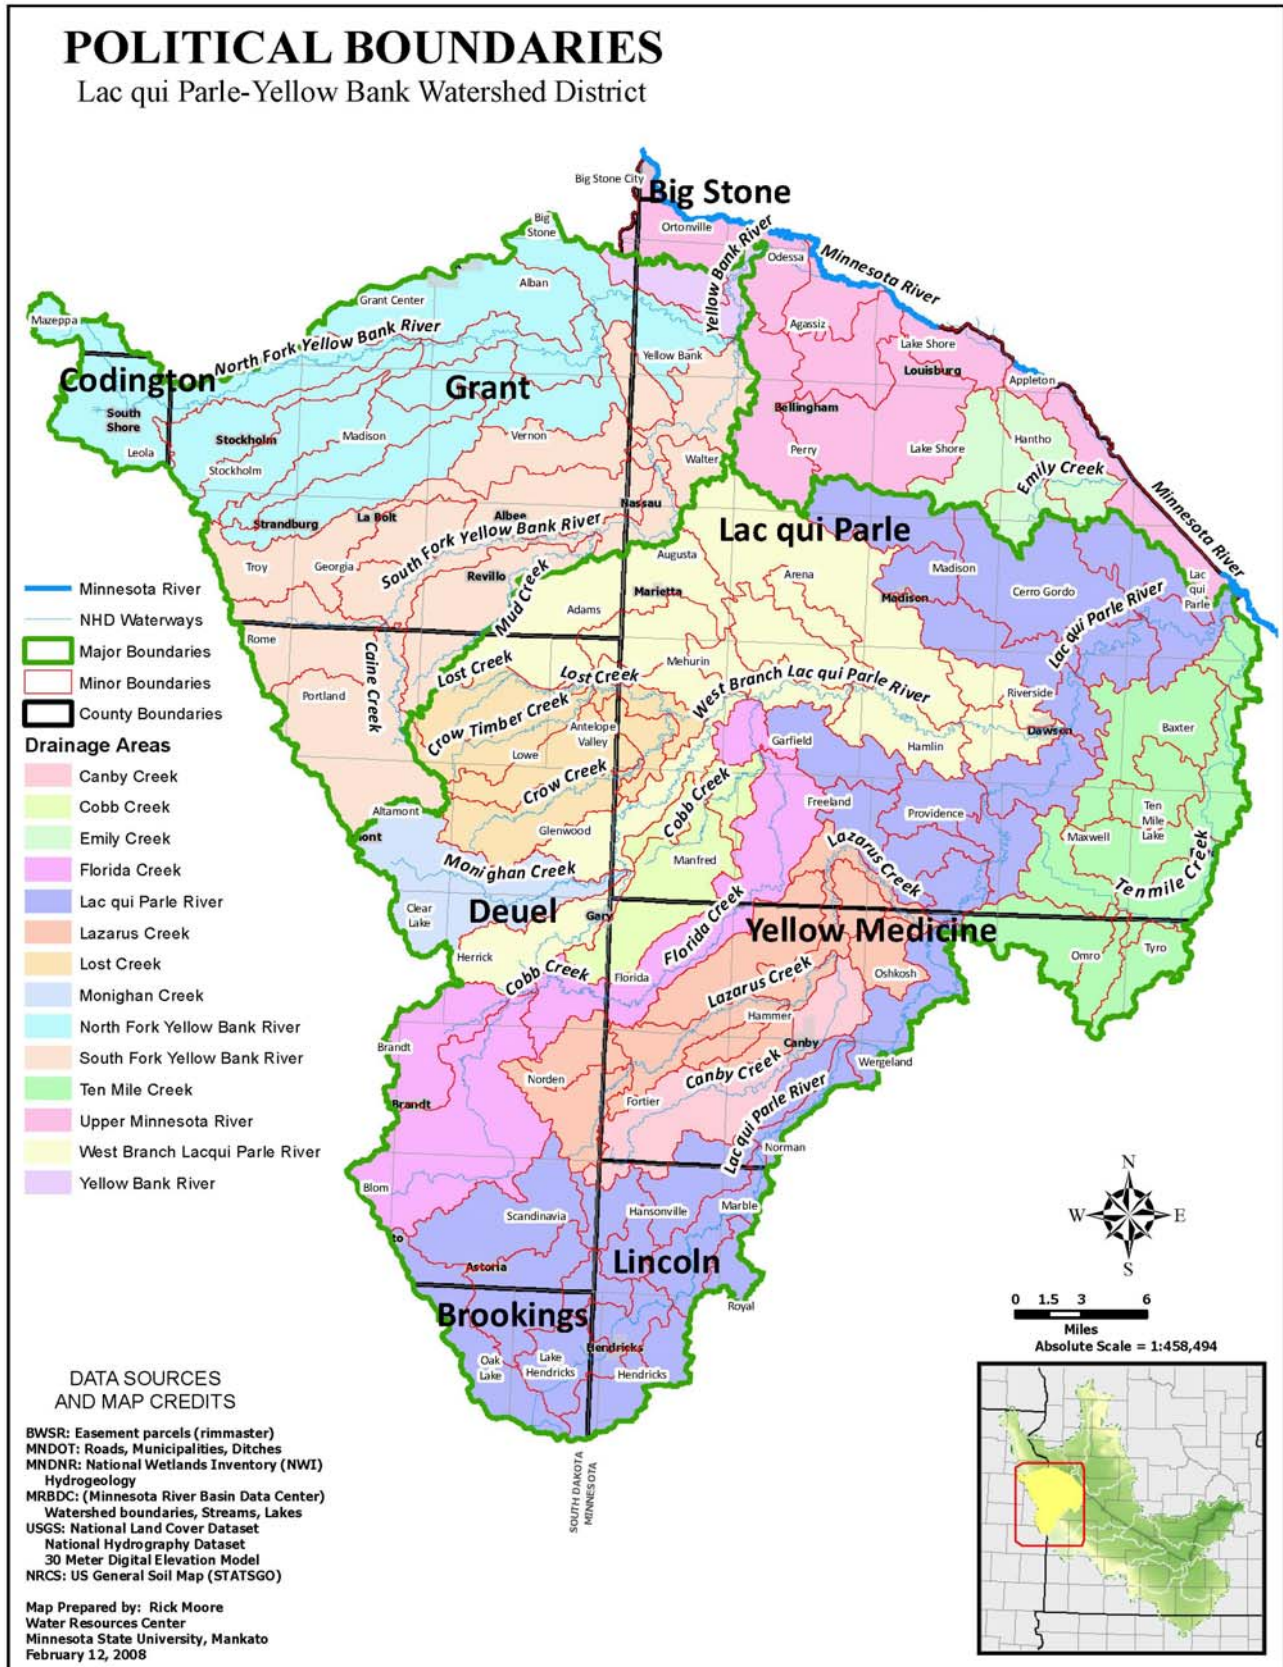 POLITICAL BOUNDARIES
Lac qui Parle-Yellow Bank Watershed District
Big Stone City
Big Stone
Big
Stone
Ortonville
Yellow Bank River
Odessa
Minnesota River
Alban
Grant Center
Mazeppa
North Fork Yellow Bank River
Agassiz
Lake Shore
Yellow Bank
Louisburg
Codington
Grant
Appleton
South
Shore
Bellingham
Stockholm
Madison
Vernon
Hantho
Leola
Perry
Lake Shore
Walter
Stockholm
Emily Creek
Minnesota River
Nassau
Strandburg
La Bolt
Albee
Lac qui Parle
South Fork Yellow Bank River
Augusta
Troy
Georgia
Revillo
Mud Creek
Arena
Madison
Marietta
Madison
Cerro Gordo
Lac
qui
Parle
Lac qui Parle River
Adams
Rome
Caine Creek
Lost Creek
Lost Creek
Mehurin
West Branch Lac qui Parle River
Portland
Riverside
Crow Timber Creek
Antelope
Valley
Dawson
Baxter
Garfield
Hamlin
Lowe
Crow Creek
Cobb Creek
Freeland
Providence
Ten
Mile
Lake
Altamont
Glenwood
Maxwell
ont
Lazarus Creek
Manfred
Monighan Creek
Tenmile Creek
Clear
Lake
Deuel
Gary
Florida Creek
Yellow Medicine
Herrick
Omro
Tyro
Cobb Creek
Florida
Lazarus Creek
Oshkosh
Hammer
Brandt
Canby
Norden
Canby Creek
Wergeland
Brandt
Fortier
Lac qui Parle River
Norman
Blom
Scandinavia
Hansonville
Marble
to
Astoria
Lincoln
Brookings
Royal
Hendricks
Oak
Lake
Lake
Hendricks
Hendricks
SOUTH DAKOTA
MINNESOTA
Minnesota River
NHD Waterways
Major Boundaries
Minor Boundaries
County Boundaries
Drainage Areas
Canby Creek
Cobb Creek
Emily Creek
Florida Creek
Lac qui Parle River
Lazarus Creek
Lost Creek
Monighan Creek
North Fork Yellow Bank River
South Fork Yellow Bank River
Ten Mile Creek
Upper Minnesota River
West Branch Lacqui Parle River
Yellow Bank River
N
W E
S
0 1.5 3 6
Miles
Absolute Scale = 1:458,494
DATA SOURCES
AND MAP CREDITS
BWSR: Easement parcels (rimmaster)
MNDOT: Roads, Municipalities, Ditches
MNDNR: National Wetlands Inventory (NWI)
Hydrogeology
MRBDC: (Minnesota River Basin Data Center)
Watershed boundaries, Streams, Lakes
USGS: National Land Cover Dataset
National Hydrography Dataset
30 Meter Digital Elevation Model
NRCS: US General Soil Map (STATSGO)
Map Prepared by: Rick Moore
Water Resources Center
Minnesota State University, Mankato
February 12, 2008